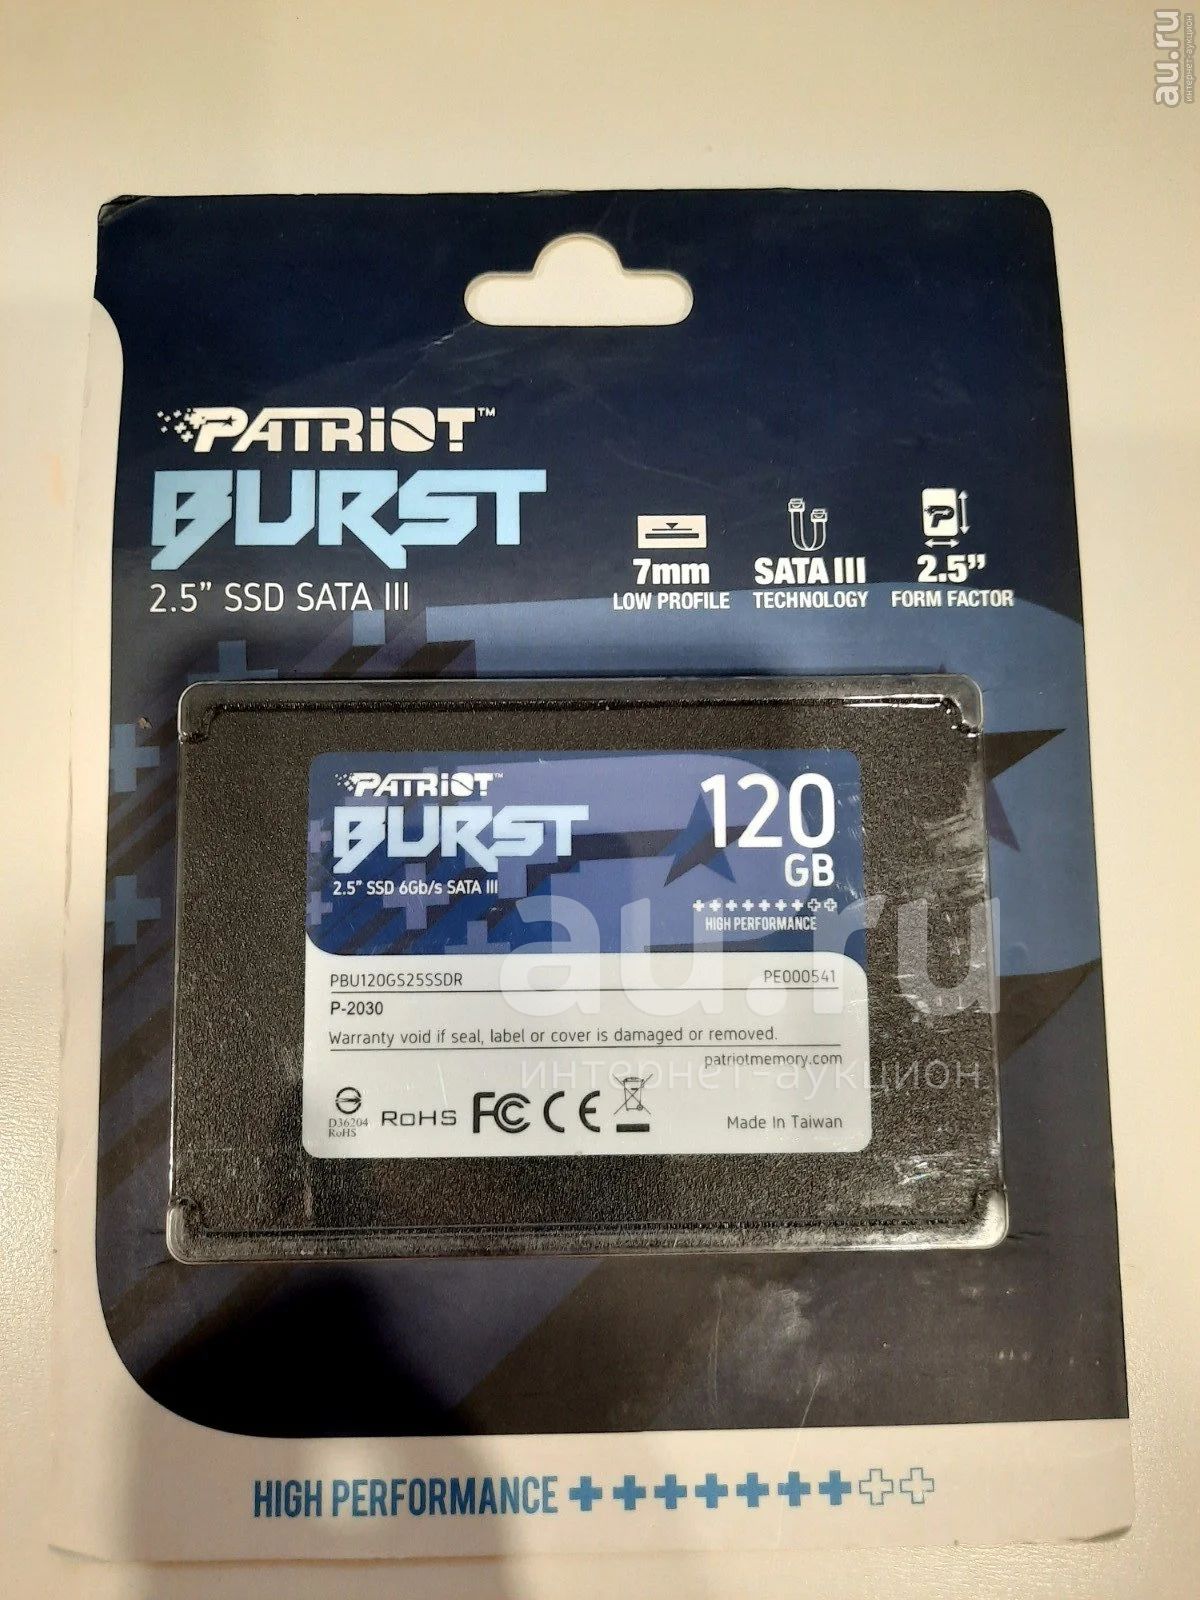 au.ru
интернет-аукцион
PATRiOT™
BURST
2.5” SSD SATA III
7mm
LOW PROFILE
SATA III
TECHNOLOGY
2.5”
FORM FACTOR
PATRiOT™
BURST
2.5” SSD 6Gb/s SATA III
120
GB
HIGH PERFORMANCE
PBU120GS25SSDR PE000541
P-2030
Warranty void if seal, label or cover is damaged or removed.
patriotmemory.com
au.ru
интернет-аукцион
D36204
RoHS
RoHS FC CE
Made In Taiwan
HIGH PERFORMANCE